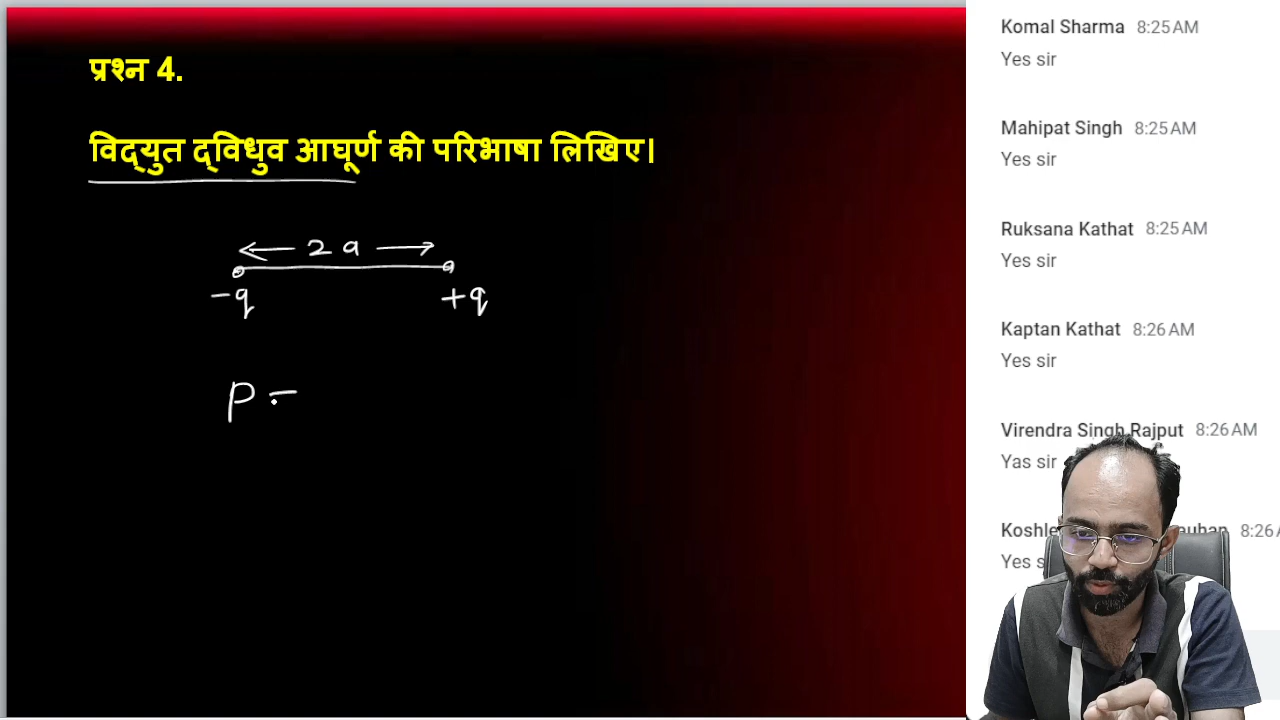 प्रश्न 4.
विद्युत द्विधुव आघूर्ण की परिभाषा लिखिए।
2a
-q +q
P =
Komal Sharma 8:25 AM
Yes sir
Mahipat Singh 8:25 AM
Yes sir
Ruksana Kathat 8:25 AM
Yes sir
Kaptan Kathat 8:26 AM
Yes sir
Virendra Singh Rajput 8:26 AM
Yas sir
8:26
Yes